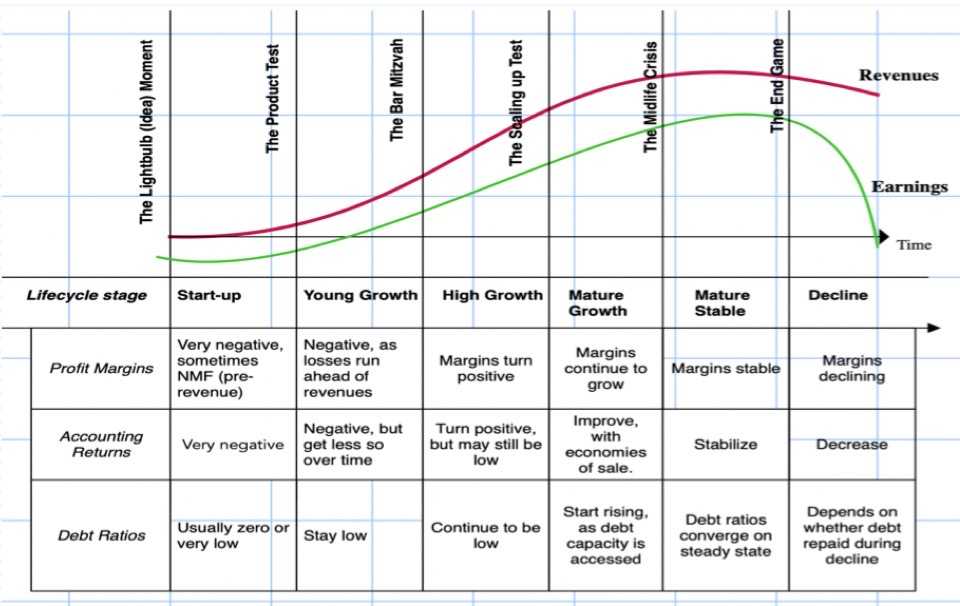 The Lightbulb (Idea) Moment
The Product Test
The Bar Mitzvah
The Scaling up Test
The Midlife Crisis
The End Game
Revenues
Earnings
Time
Lifecycle stage
Start-up
Young Growth
High Growth
Mature
Growth
Mature
Stable
Decline
Profit Margins
Very negative,
sometimes
NMF (pre-
revenue)
Negative, as
losses run
ahead of
revenues
Margins turn
positive
Margins
continue to
grow
Margins stable
Margins
declining
Accounting
Returns
Very negative
Negative, but
get less so
over time
Turn positive,
but may still be
low
Improve,
with
economies
of sale.
Stabilize
Decrease
Debt Ratios
Usually zero or
very low
Stay low
Continue to be
low
Start rising,
as debt
capacity is
accessed
Debt ratios
converge on
steady state
Depends on
whether debt
repaid during
decline